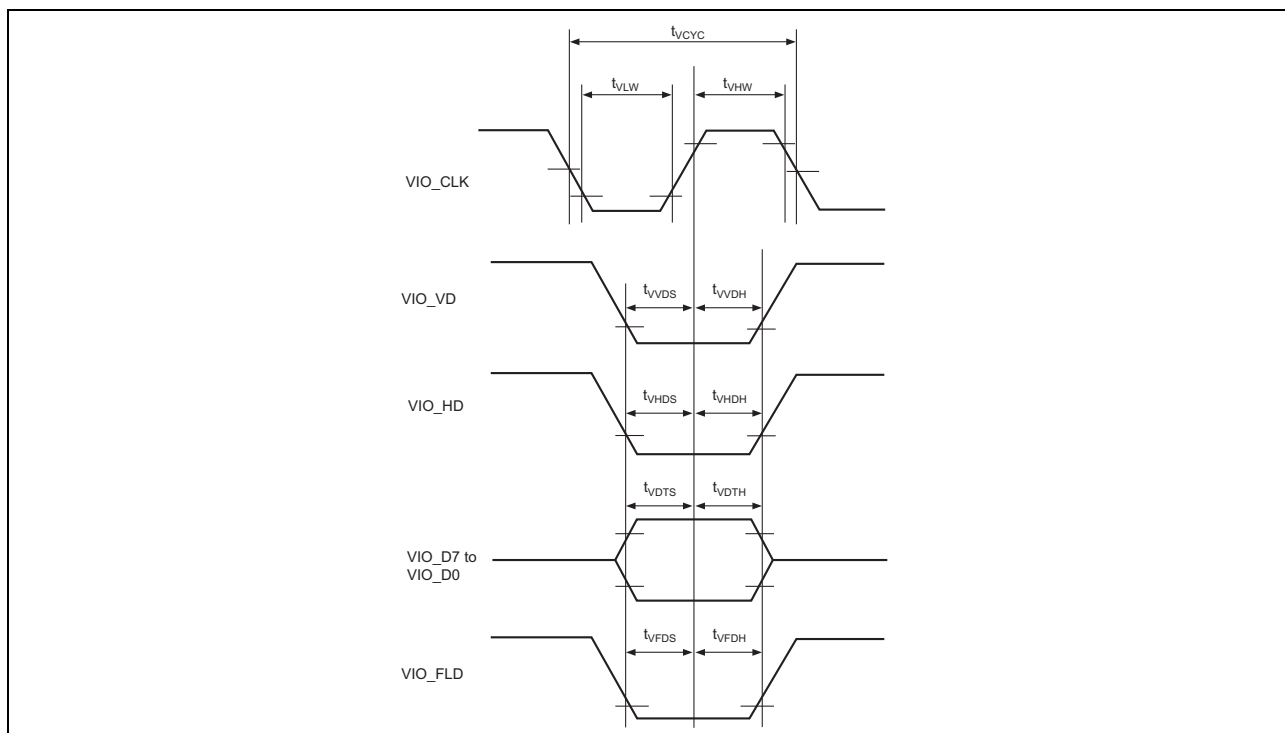 tVCYC
tVLW
tVHW
VIO_CLK
tVVDS
tVVDH
VIO_VD
tVHDS
tVHDH
VIO_HD
tVDTS
tVDTH
VIO_D7 to
VIO_D0
tVFDS
tVFDH
VIO_FLD